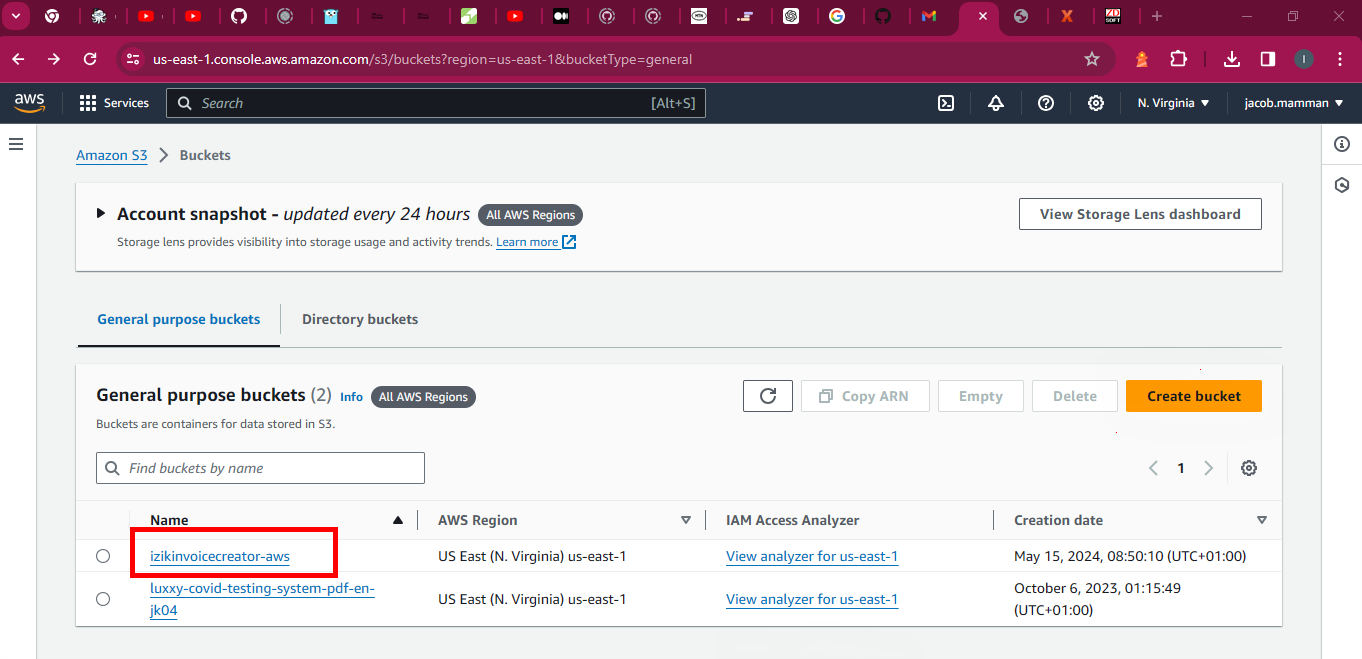 us-east-1.console.aws.amazon.com/s3/buckets?region=us-east-1&bucketType=general
I
aws
Services
Search
[Alt+S]
N. Virginia
jacob.mamman
Amazon S3
Buckets
Account snapshot - updated every 24 hours
All AWS Regions
View Storage Lens dashboard
Storage lens provides visibility into storage usage and activity trends. Learn more
General purpose buckets
Directory buckets
General purpose buckets (2) Info
All AWS Regions
Copy ARN
Empty
Delete
Create bucket
Buckets are containers for data stored in S3.
Find buckets by name
1
Name
AWS Region
IAM Access Analyzer
Creation date
izikinvoicecreator-aws
US East (N. Virginia) us-east-1
View analyzer for us-east-1
May 15, 2024, 08:50:10 (UTC+01:00)
luxxy-covid-testing-system-pdf-en-
jk04
US East (N. Virginia) us-east-1
View analyzer for us-east-1
October 6, 2023, 01:15:49
(UTC+01:00)